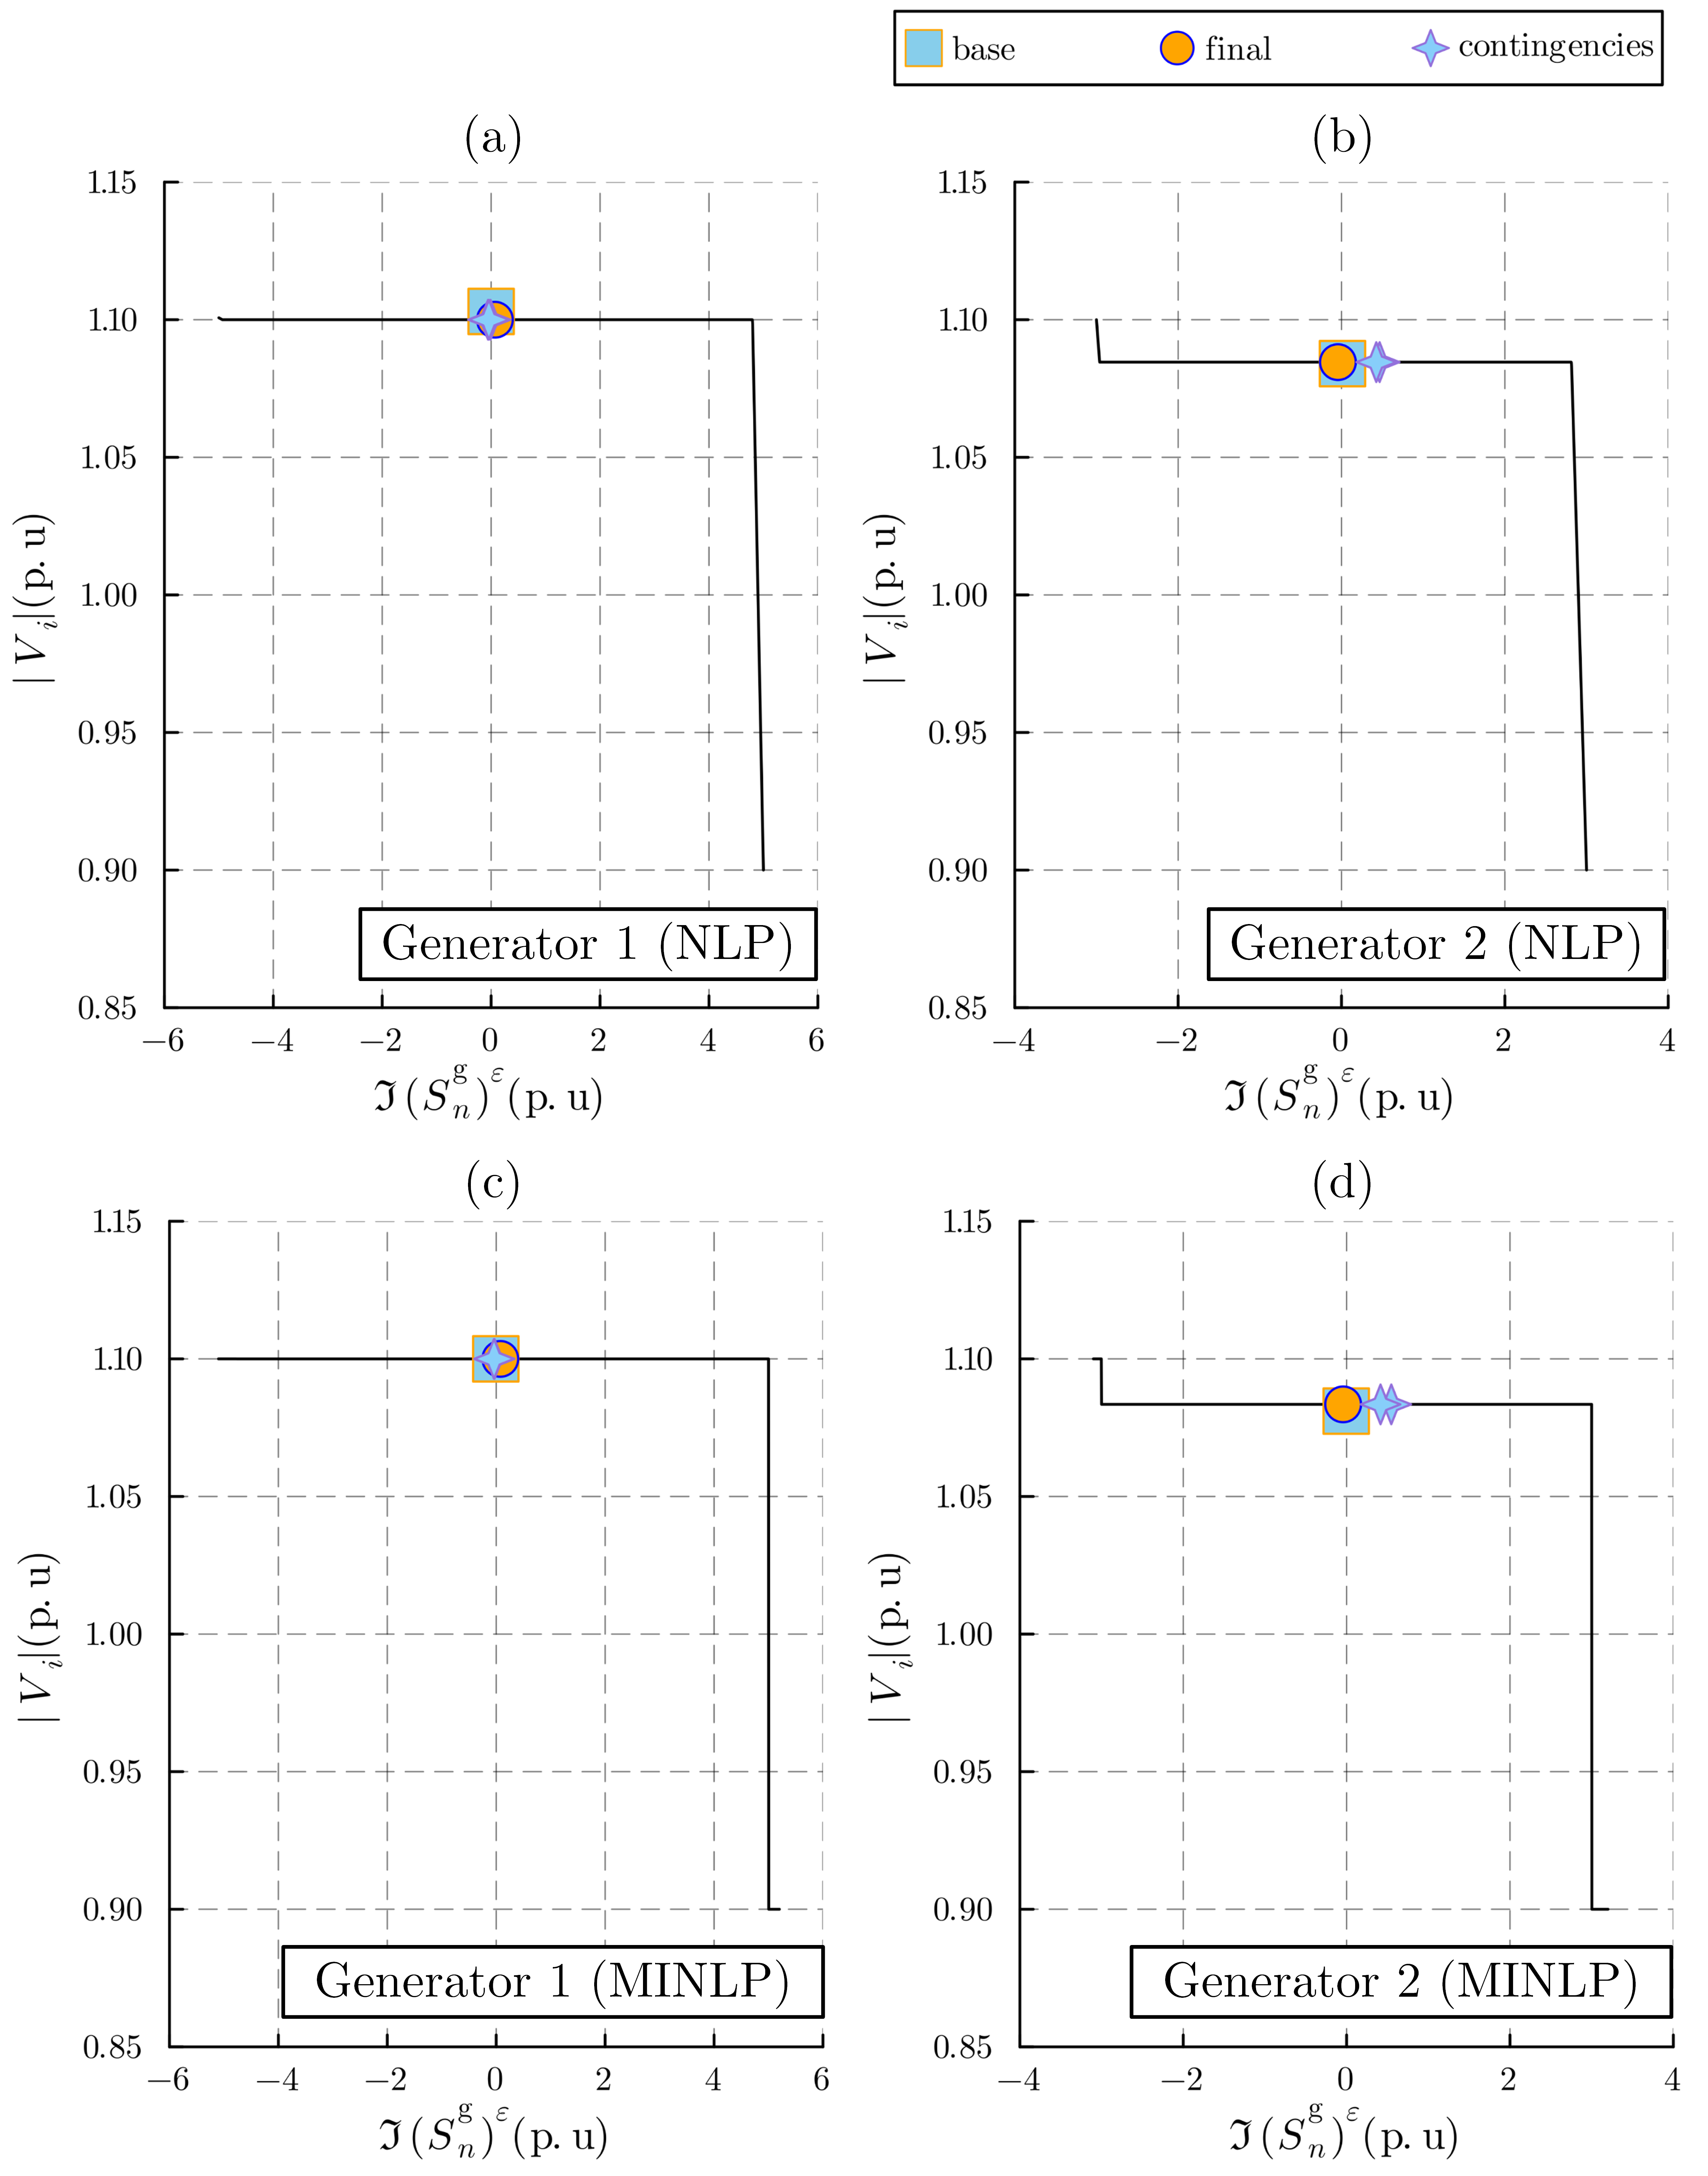 base final contingencies
(a) (b)
1.15
1.10
1.05
1.00
0.95
0.90
0.85
| V_i|(p. u)
Generator 1 (NLP)
−6 −4 −2 0 2 4 6
ℑ (S_n^g)^ε (p. u)
1.15
1.10
1.05
1.00
0.95
0.90
0.85
| V_i|(p. u)
Generator 2 (NLP)
−4 −2 0 2 4
ℑ (S_n^g)^ε (p. u)
(c) (d)
1.15
1.10
1.05
1.00
0.95
0.90
0.85
| V_i|(p. u)
Generator 1 (MINLP)
−6 −4 −2 0 2 4 6
ℑ (S_n^g)^ε (p. u)
1.15
1.10
1.05
1.00
0.95
0.90
0.85
| V_i|(p. u)
Generator 2 (MINLP)
−4 −2 0 2 4
ℑ (S_n^g)^ε (p. u)